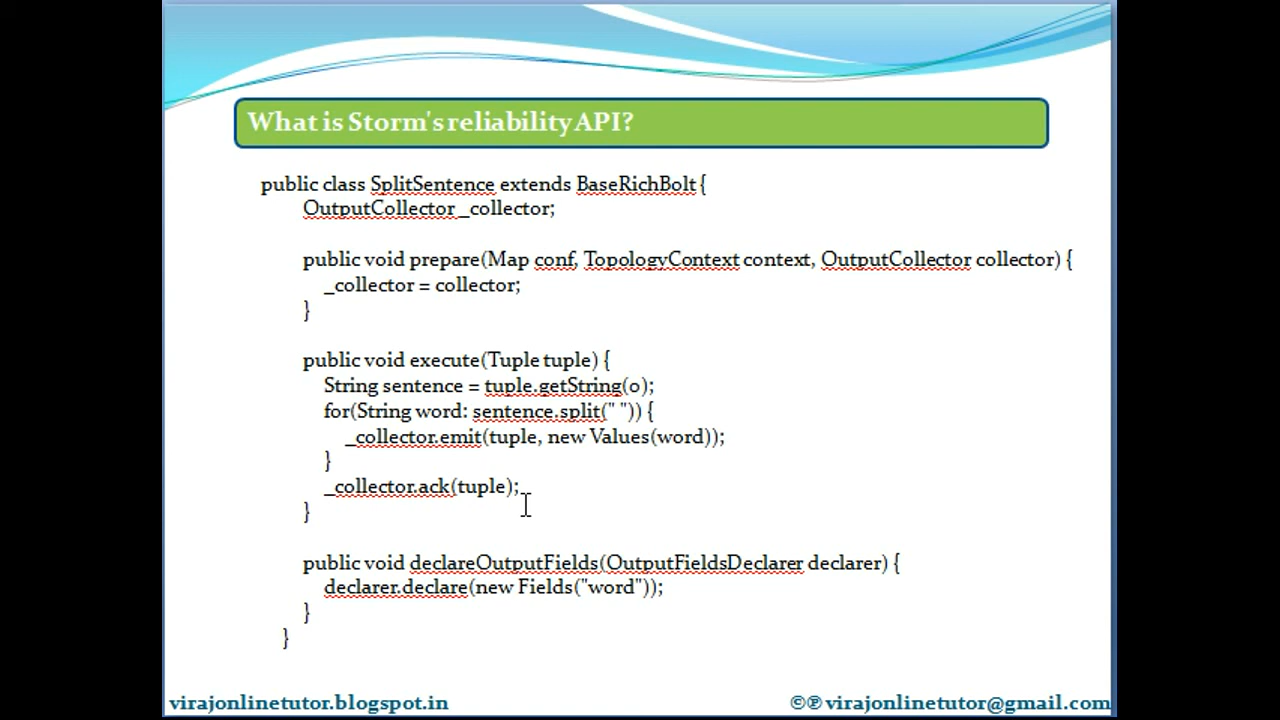 What is Storm's reliability API?
public class SplitSentence extends BaseRichBolt {
OutputCollector _collector;
public void prepare(Map conf, TopologyContext context, OutputCollector collector) {
_collector = collector;
}
public void execute(Tuple tuple) {
String sentence = tuple.getString(0);
for(String word: sentence.split(" ")) {
_collector.emit(tuple, new Values(word));
}
_collector.ack(tuple);
}
public void declareOutputFields(OutputFieldsDeclarer declarer) {
declarer.declare(new Fields("word"));
}
}
virajonlinetutor.blogspot.in
©℗ virajonlinetutor@gmail.com